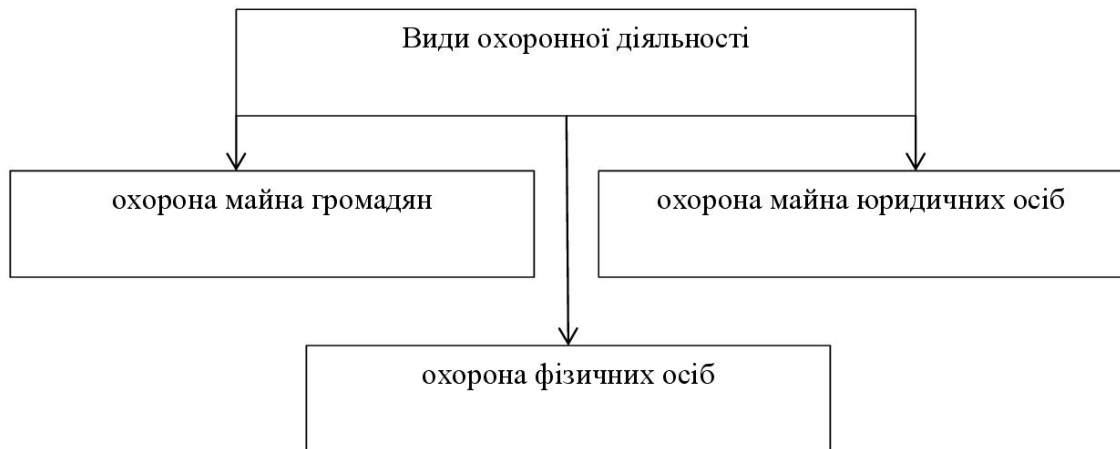 Види охоронної діяльності
охорона майна громадян
охорона майна юридичних осіб
охорона фізичних осіб